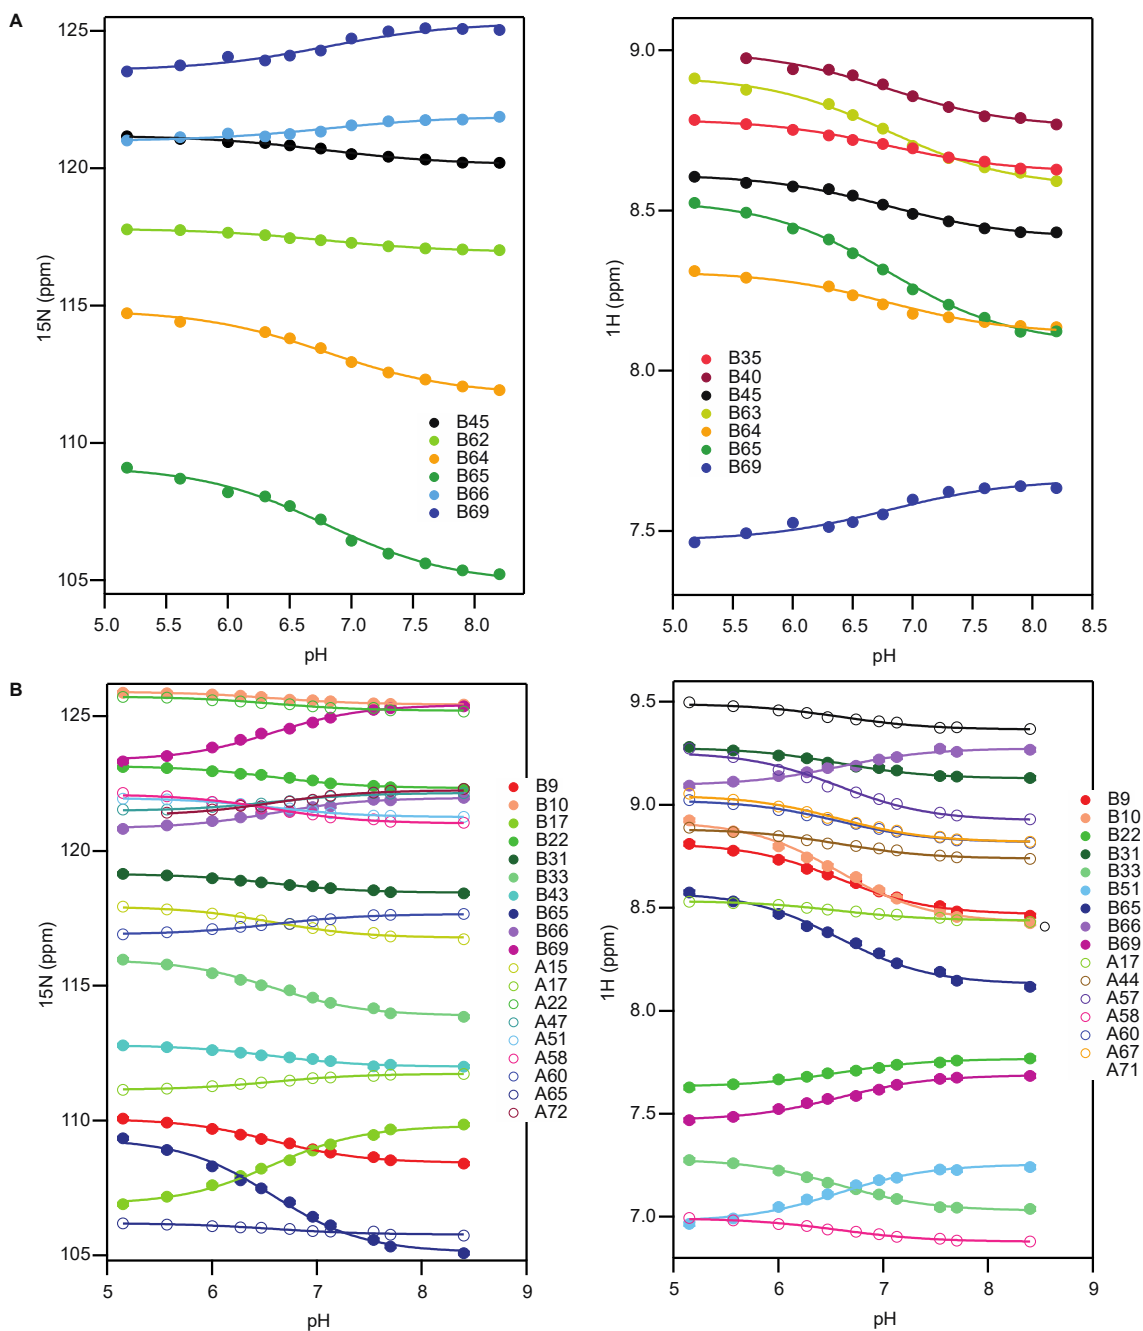 A
125
120
115
110
105
15N (ppm)
B45
B62
B64
B65
B66
B69
5.0 5.5 6.0 6.5 7.0 7.5 8.0
pH
9.0
8.5
8.0
7.5
1H (ppm)
B35
B40
B45
B63
B64
B65
B69
5.0 5.5 6.0 6.5 7.0 7.5 8.0 8.5
pH
B
125
120
115
110
105
15N (ppm)
B9
B10
B17
B22
B31
B33
B43
B65
B66
B69
A15
A17
A22
A47
A51
A58
A60
A65
A72
5 6 7 8 9
pH
9.5
9.0
8.5
8.0
7.5
7.0
1H (ppm)
B9
B10
B22
B31
B33
B51
B65
B66
B69
A17
A44
A57
A58
A60
A67
A71
5 6 7 8 9
pH